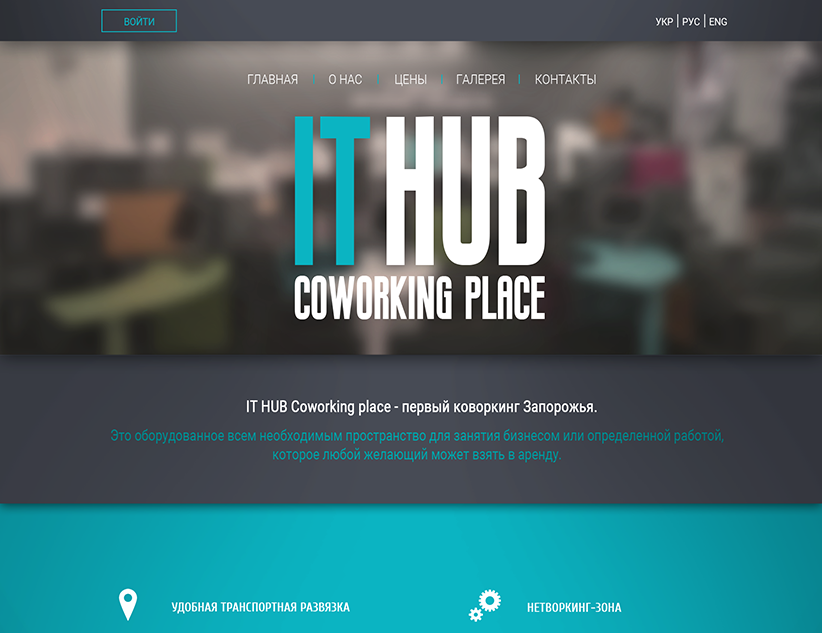 ВОЙТИ
УКР | РУС | ENG
ГЛАВНАЯ | О НАС | ЦЕНЫ | ГАЛЕРЕЯ | КОНТАКТЫ
IT HUB
COWORKING PLACE
IT HUB Coworking place - первый коворкинг Запорожья.
Это оборудованное всем необходимым пространство для занятия бизнесом или определенной работой,
которое любой желающий может взять в аренду.
УДОБНАЯ ТРАНСПОРТНАЯ РАЗВЯЗКА
НЕТВОРКИНГ-ЗОНА